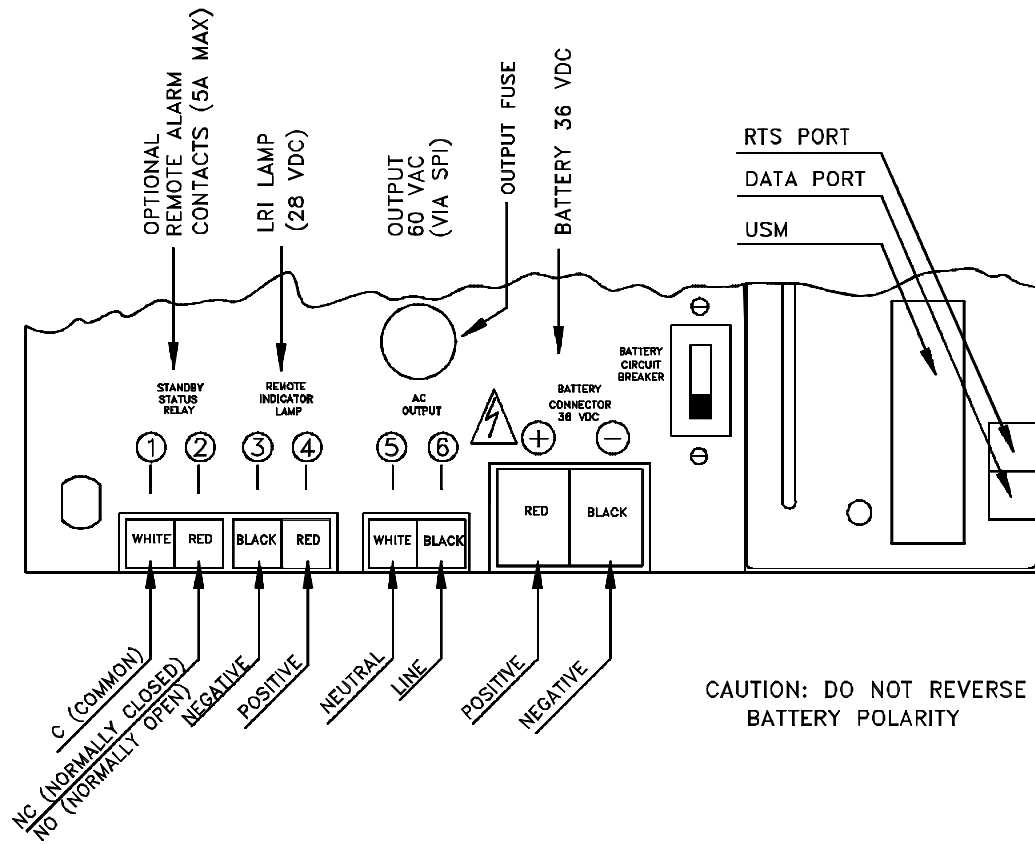 OPTIONAL
REMOTE ALARM
CONTACTS (5A MAX)
LRI LAMP
(28 VDC)
OUTPUT
60 VAC
(VIA SPI)
OUTPUT FUSE
BATTERY 36 VDC
RTS PORT
DATA PORT
USM
STANDBY
STATUS
RELAY
REMOTE
INDICATOR
LAMP
AC
OUTPUT
BATTERY
CONNECTOR
36 VDC
BATTERY
CIRCUIT
BREAKER
1
2
3
4
5
6
+
−
WHITE
RED
BLACK
RED
WHITE
BLACK
RED
BLACK
C (COMMON)
NC (NORMALLY CLOSED)
NO (NORMALLY OPEN)
NEGATIVE
POSITIVE
NEUTRAL
LINE
POSITIVE
NEGATIVE
CAUTION: DO NOT REVERSE
BATTERY POLARITY